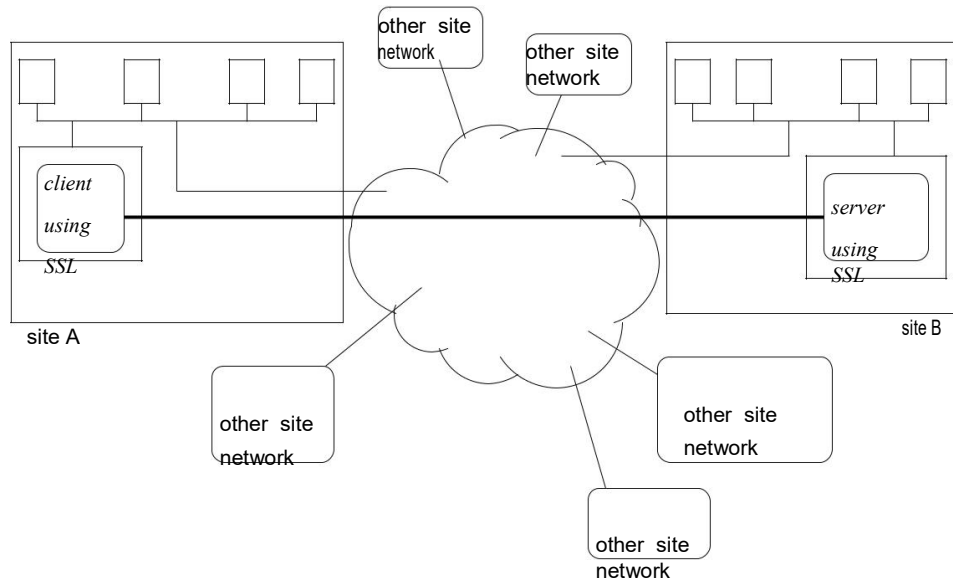 other site
network
other site
network
client
using
SSL
server
using
SSL
site A
site B
other site
network
other site
network
other site
network